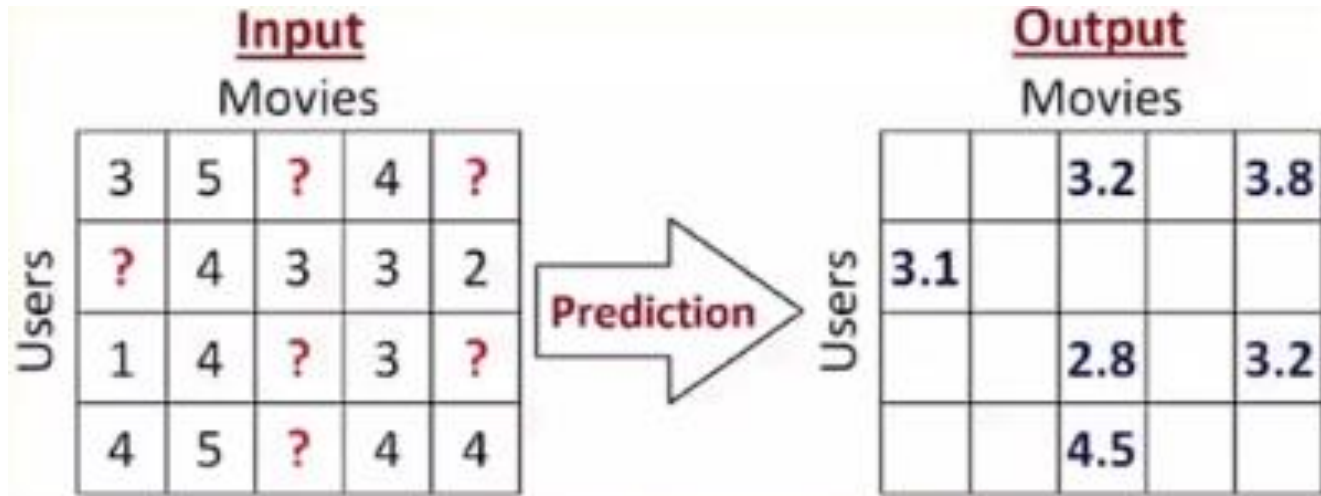 Input
Movies
Users
3 5 ? 4 ?
? 4 3 3 2
1 4 ? 3 ?
4 5 ? 4 4
Prediction
Output
Movies
Users
3.2 3.8
3.1
2.8 3.2
4.5